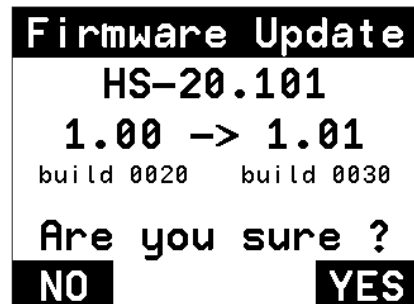 Firmware Update
HS-20.101
1.00 -> 1.01
build 0020 build 0030
Are you sure ?
NO YES